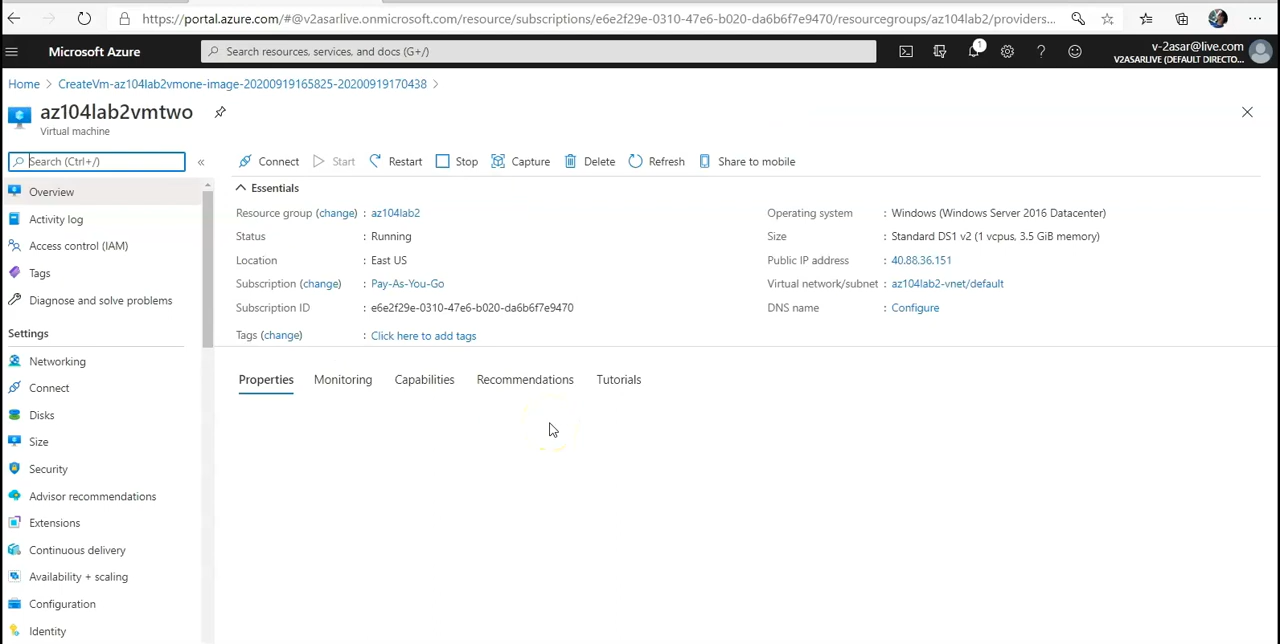 https://portal.azure.com/#@v2asarlive.onmicrosoft.com/resource/subscriptions/e6e2f29e-0310-47e6-b020-da6b6f7e9470/resourcegroups/az104lab2/providers...
Microsoft Azure
Search resources, services, and docs (G+/)
1
v-2asar@live.com
V2ASARLIVE (DEFAULT DIRECTO...
Home > CreateVm-az104lab2vmone-image-20200919165825-20200919170438 >
az104lab2vmtwo
Virtual machine
Search (Ctrl+/)
«
Connect Start Restart Stop Capture Delete Refresh Share to mobile
Overview
Activity log
Access control (IAM)
Tags
Diagnose and solve problems
Settings
Networking
Connect
Disks
Size
Security
Advisor recommendations
Extensions
Continuous delivery
Availability + scaling
Configuration
Identity
Essentials
Resource group (change) : az104lab2
Status : Running
Location : East US
Subscription (change) : Pay-As-You-Go
Subscription ID : e6e2f29e-0310-47e6-b020-da6b6f7e9470
Tags (change) : Click here to add tags
Operating system : Windows (Windows Server 2016 Datacenter)
Size : Standard DS1 v2 (1 vcpus, 3.5 GiB memory)
Public IP address : 40.88.36.151
Virtual network/subnet : az104lab2-vnet/default
DNS name : Configure
Properties Monitoring Capabilities Recommendations Tutorials